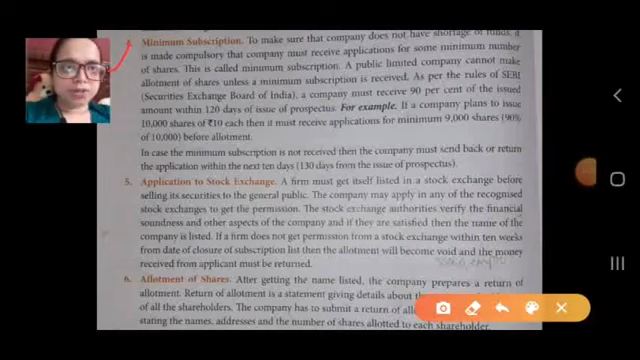 4. Minimum Subscription. To make sure that company does not have shortage of funds, it
is made compulsory that company must receive applications for some minimum number
of shares. This is called minimum subscription. A public limited company cannot make
allotment of shares unless a minimum subscription is received. As per the rules of SEBI
(Securities Exchange Board of India), a company must receive 90 per cent of the issued
amount within 120 days of issue of prospectus. For example. If a company plans to issue
10,000 shares of ₹10 each then it must receive applications for minimum 9,000 shares (90%
of 10,000) before allotment.
In case the minimum subscription is not received then the company must send back or return
the application within the next ten days (130 days from the issue of prospectus).
5. Application to Stock Exchange. A firm must get itself listed in a stock exchange before
selling its securities to the general public. The company may apply in any of the recognised
stock exchanges to get the permission. The stock exchange authorities verify the financial
soundness and other aspects of the company and if they are satisfied then the name of the
company is listed. If a firm does not get permission from a stock exchange within ten weeks
from date of closure of subscription list then the allotment will become void and the money
received from applicant must be returned.
6. Allotment of Shares. After getting the name listed, the company prepares a return of
allotment. Return of allotment is a statement giving details about the
of all the shareholders. The company has to submit a return of
stating the names, addresses and the number of shares allotted to each shareholder.